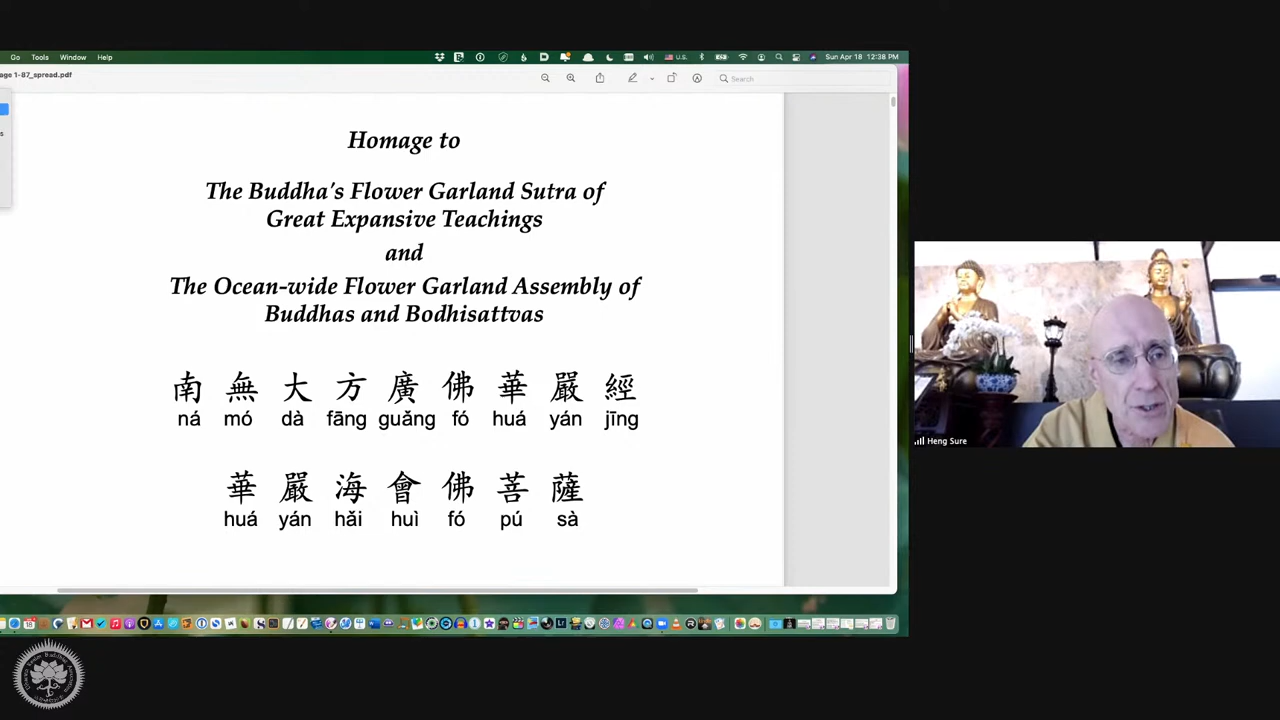 Go Tools Window Help
U.S.
Sun Apr 18 12:38 PM
age 1-87_spread.pdf
Search
Homage to
The Buddha's Flower Garland Sutra of
Great Expansive Teachings
and
The Ocean-wide Flower Garland Assembly of
Buddhas and Bodhisattvas
南 無 大 方 廣 佛 華 嚴 經
ná mó dà fāng guǎng fó huá yán jīng
華 嚴 海 會 佛 菩 薩
huá yán hǎi huì fó pú sà
Heng Sure